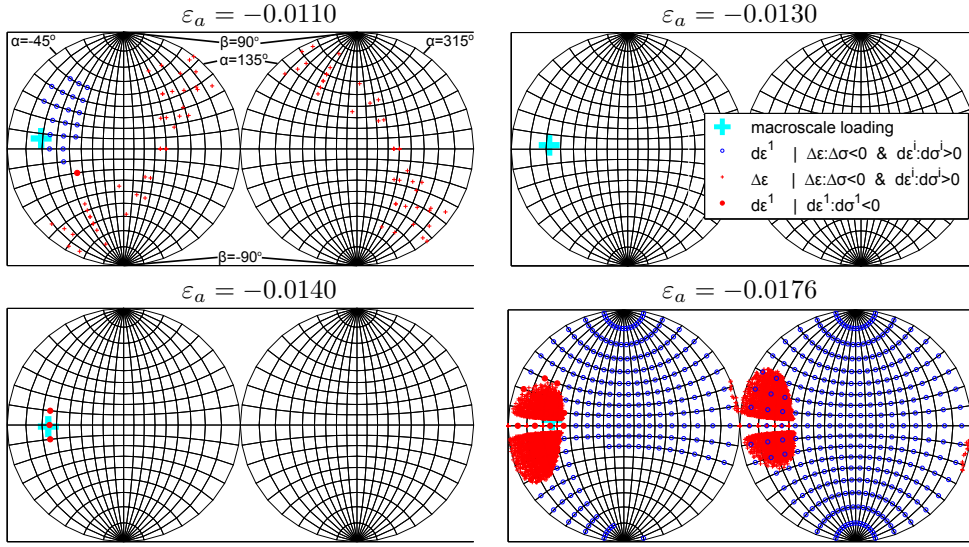 εₐ = −0.0110
εₐ = −0.0130
α=-45°
β=90°
α=135°
α=315°
β=-90°
macroscale loading
dε¹ | Δε:Δσ<0 & dεⁱ:dσⁱ>0
Δε | Δε:Δσ<0 & dεⁱ:dσⁱ>0
dε¹ | dε¹:dσ¹<0
εₐ = −0.0140
εₐ = −0.0176